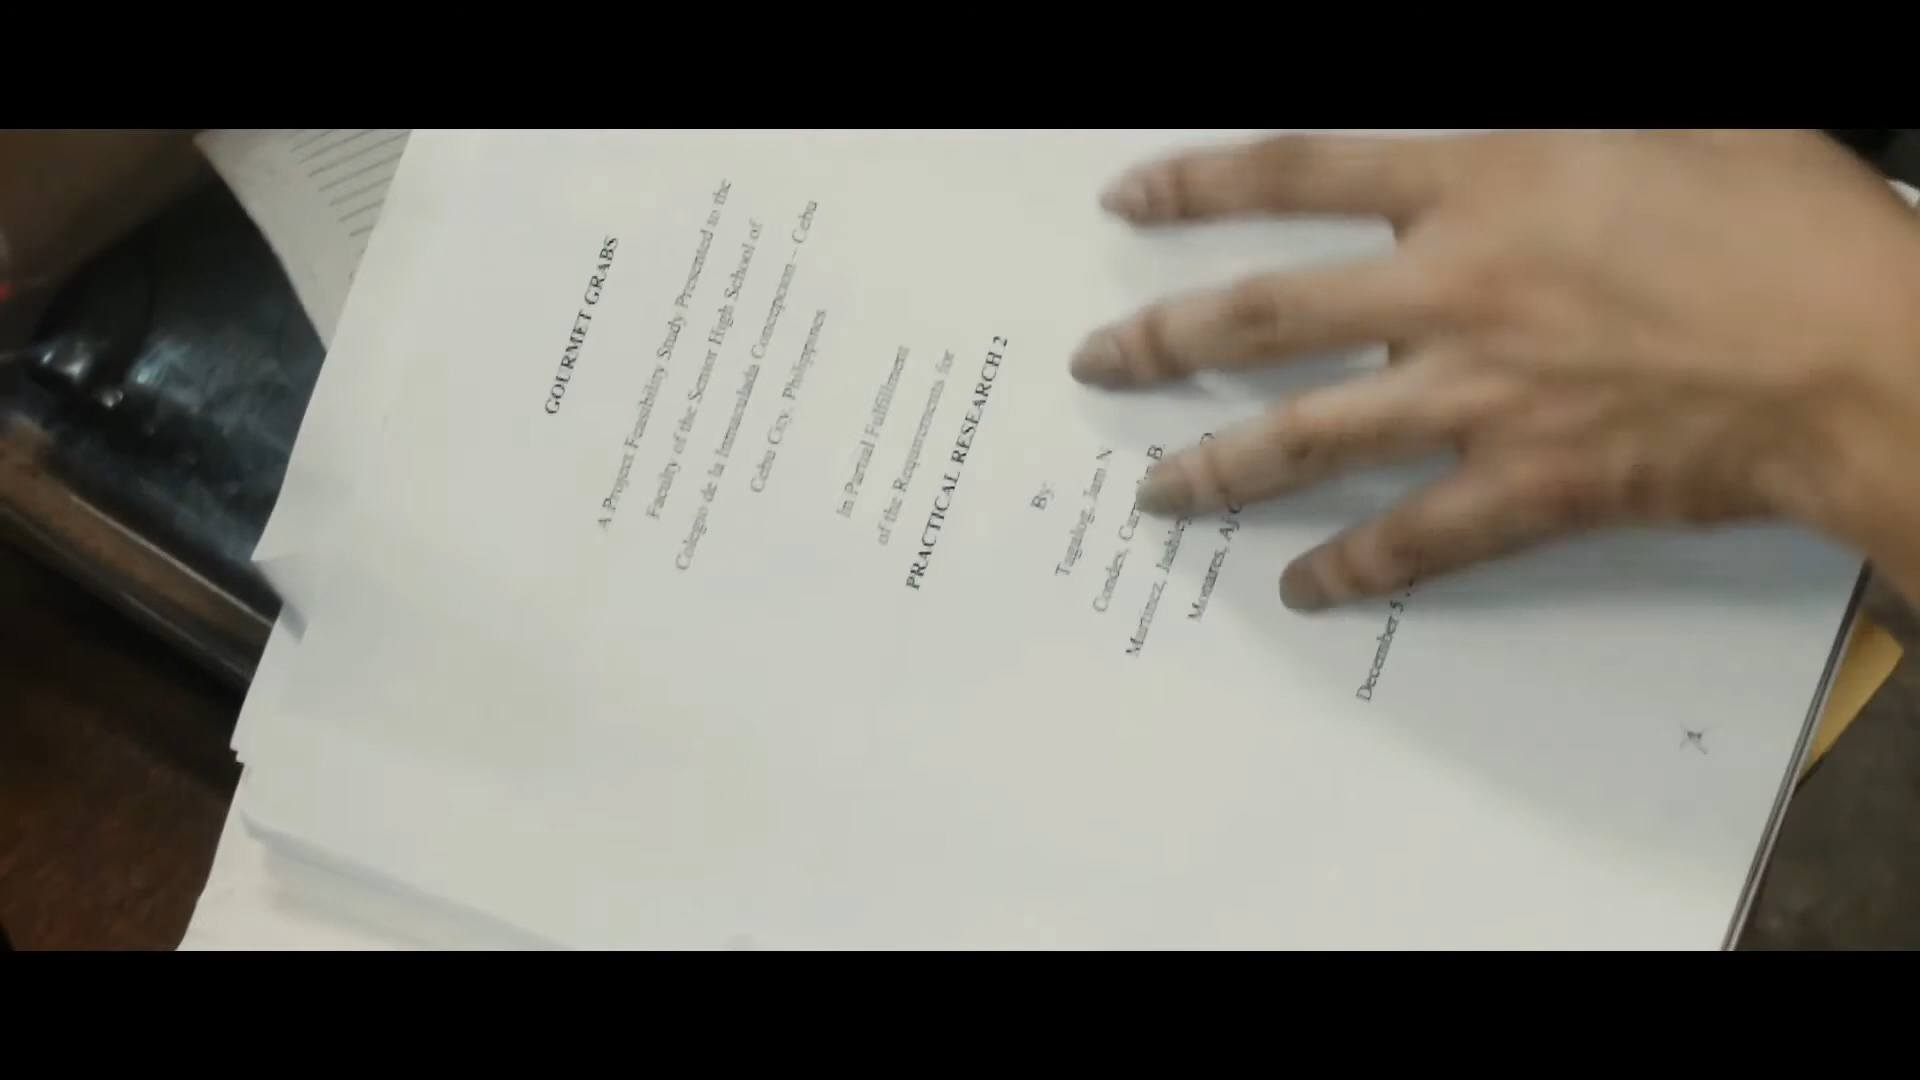 GOURMET GRABS
A Project Feasibility Study Presented to the
Faculty of the Senior High School of
Colegio de la Inmaculada Concepcion – Cebu
Cebu City, Philippines
In Partial Fulfillment
of the Requirements for
PRACTICAL RESEARCH 2
By:
Tagalog, Jam N
Condes, B.
Martinez,
Monares, Aj
December 5,